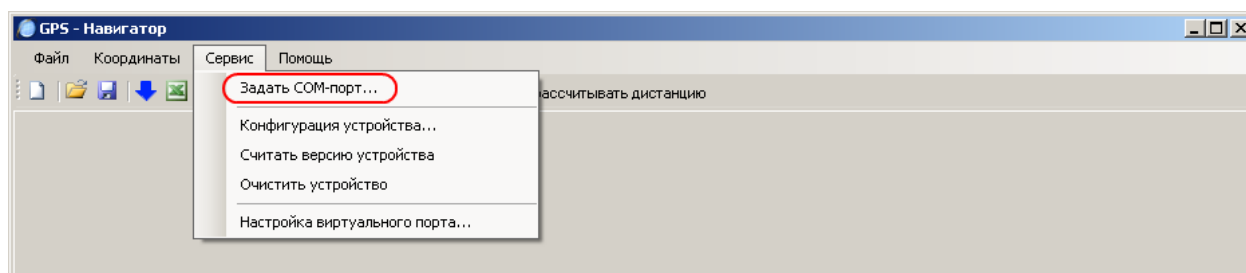 GPS - Навигатор
Файл Координаты Сервис Помощь
Задать COM-порт...
ассчитывать дистанцию
Конфигурация устройства...
Считать версию устройства
Очистить устройство
Настройка виртуального порта...